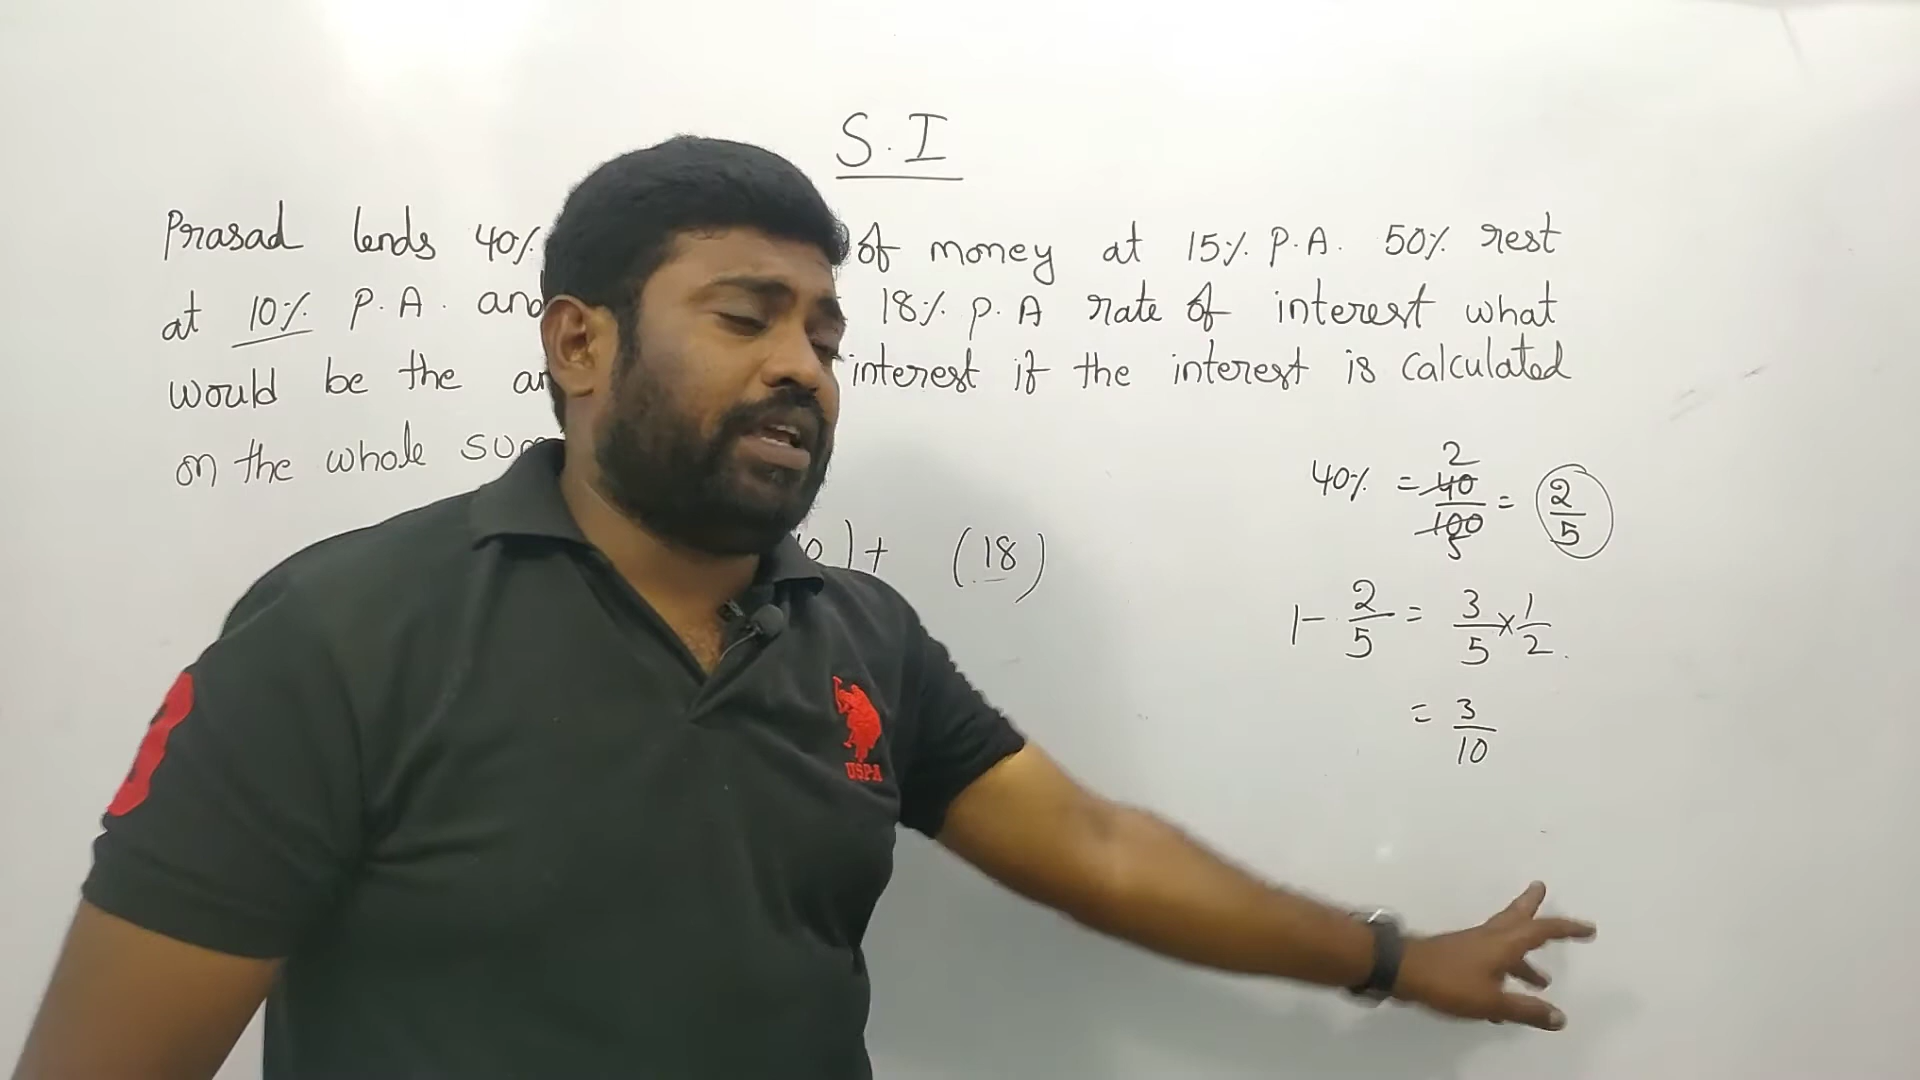 S.I
Prasad lends 40% of money at 15% P.A. 50% rest
at 10% P.A. and 18% P.A rate of interest what
would be the interest if the interest is calculated
on the whole sum
) + (18)
40% = 40/100 = 2/5
2
5
1 - 2/5 = 3/5 × 1/2
= 3/10
3
USPA